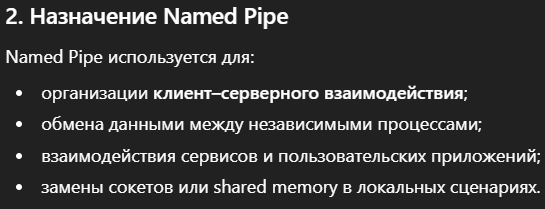 2. Назначение Named Pipe
Named Pipe используется для:
• организации клиент–серверного взаимодействия;
• обмена данными между независимыми процессами;
• взаимодействия сервисов и пользовательских приложений;
• замены сокетов или shared memory в локальных сценариях.